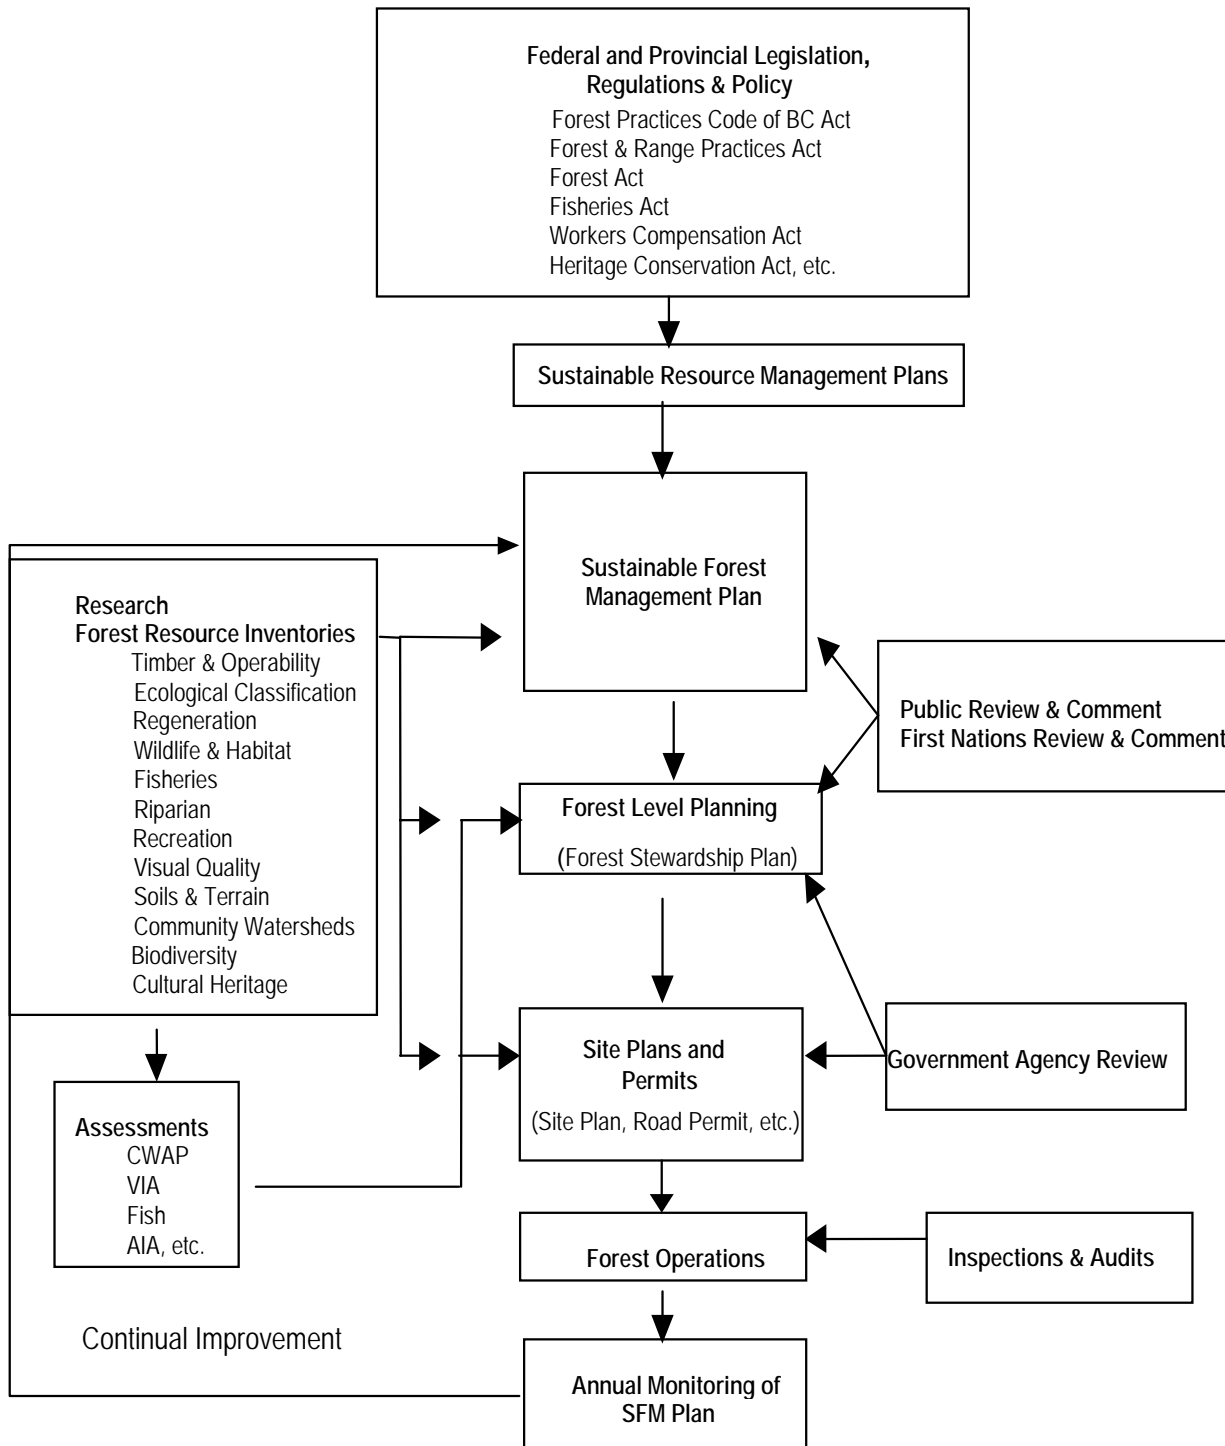 Federal and Provincial Legislation,
Regulations & Policy
Forest Practices Code of BC Act
Forest & Range Practices Act
Forest Act
Fisheries Act
Workers Compensation Act
Heritage Conservation Act, etc.
Sustainable Resource Management Plans
Sustainable Forest
Management Plan
Research
Forest Resource Inventories
Timber & Operability
Ecological Classification
Regeneration
Wildlife & Habitat
Fisheries
Riparian
Recreation
Visual Quality
Soils & Terrain
Community Watersheds
Biodiversity
Cultural Heritage
Public Review & Comment
First Nations Review & Comment
Forest Level Planning
(Forest Stewardship Plan)
Site Plans and
Permits
(Site Plan, Road Permit, etc.)
Government Agency Review
Assessments
CWAP
VIA
Fish
AIA, etc.
Forest Operations
Inspections & Audits
Continual Improvement
Annual Monitoring of
SFM Plan